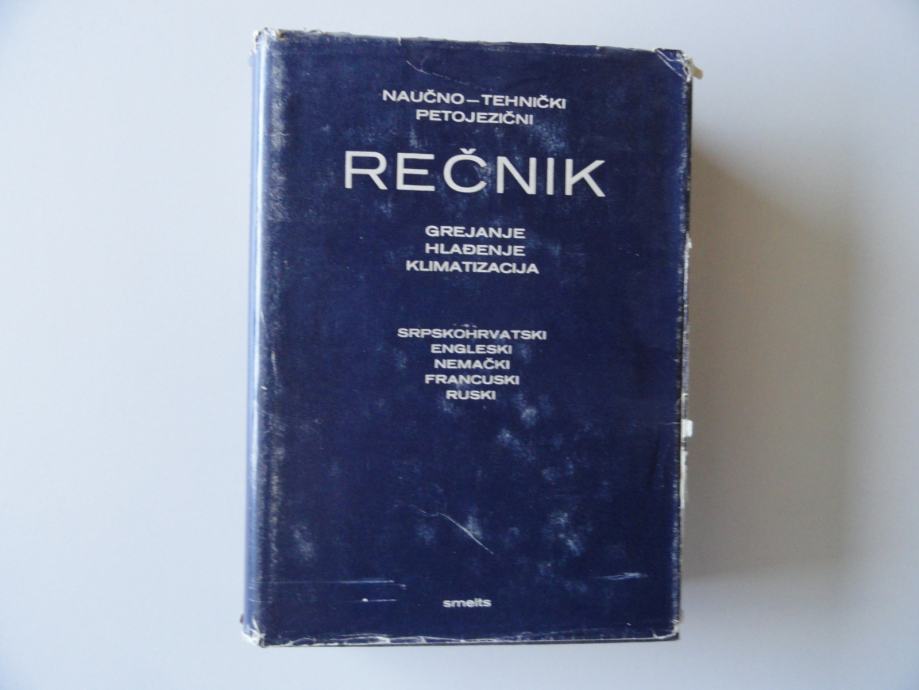 NAUČNO—TEHNIČKI
PETOJEZIČNI
REČNIK
GREJANJE
HLAĐENJE
KLIMATIZACIJA
SRPSKOHRVATSKI
ENGLESKI
NEMAČKI
FRANCUSKI
RUSKI
smeits